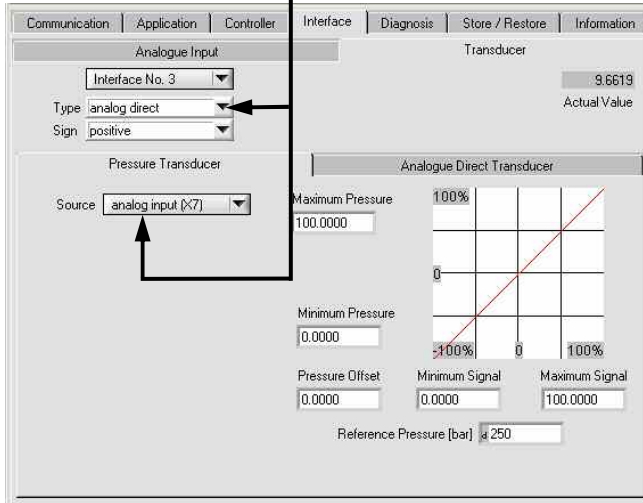 Communication Application Controller Interface Diagnosis Store / Restore Information
Analogue Input Transducer
Interface No. 3
9.6619
Type analog direct
Actual Value
Sign positive
Pressure Transducer Analogue Direct Transducer
Source analog input (X7)
Maximum Pressure
100.0000
100%
0
Minimum Pressure
0.0000
-100% 0 100%
Pressure Offset Minimum Signal Maximum Signal
0.0000 0.0000 100.0000
Reference Pressure [bar] d 250